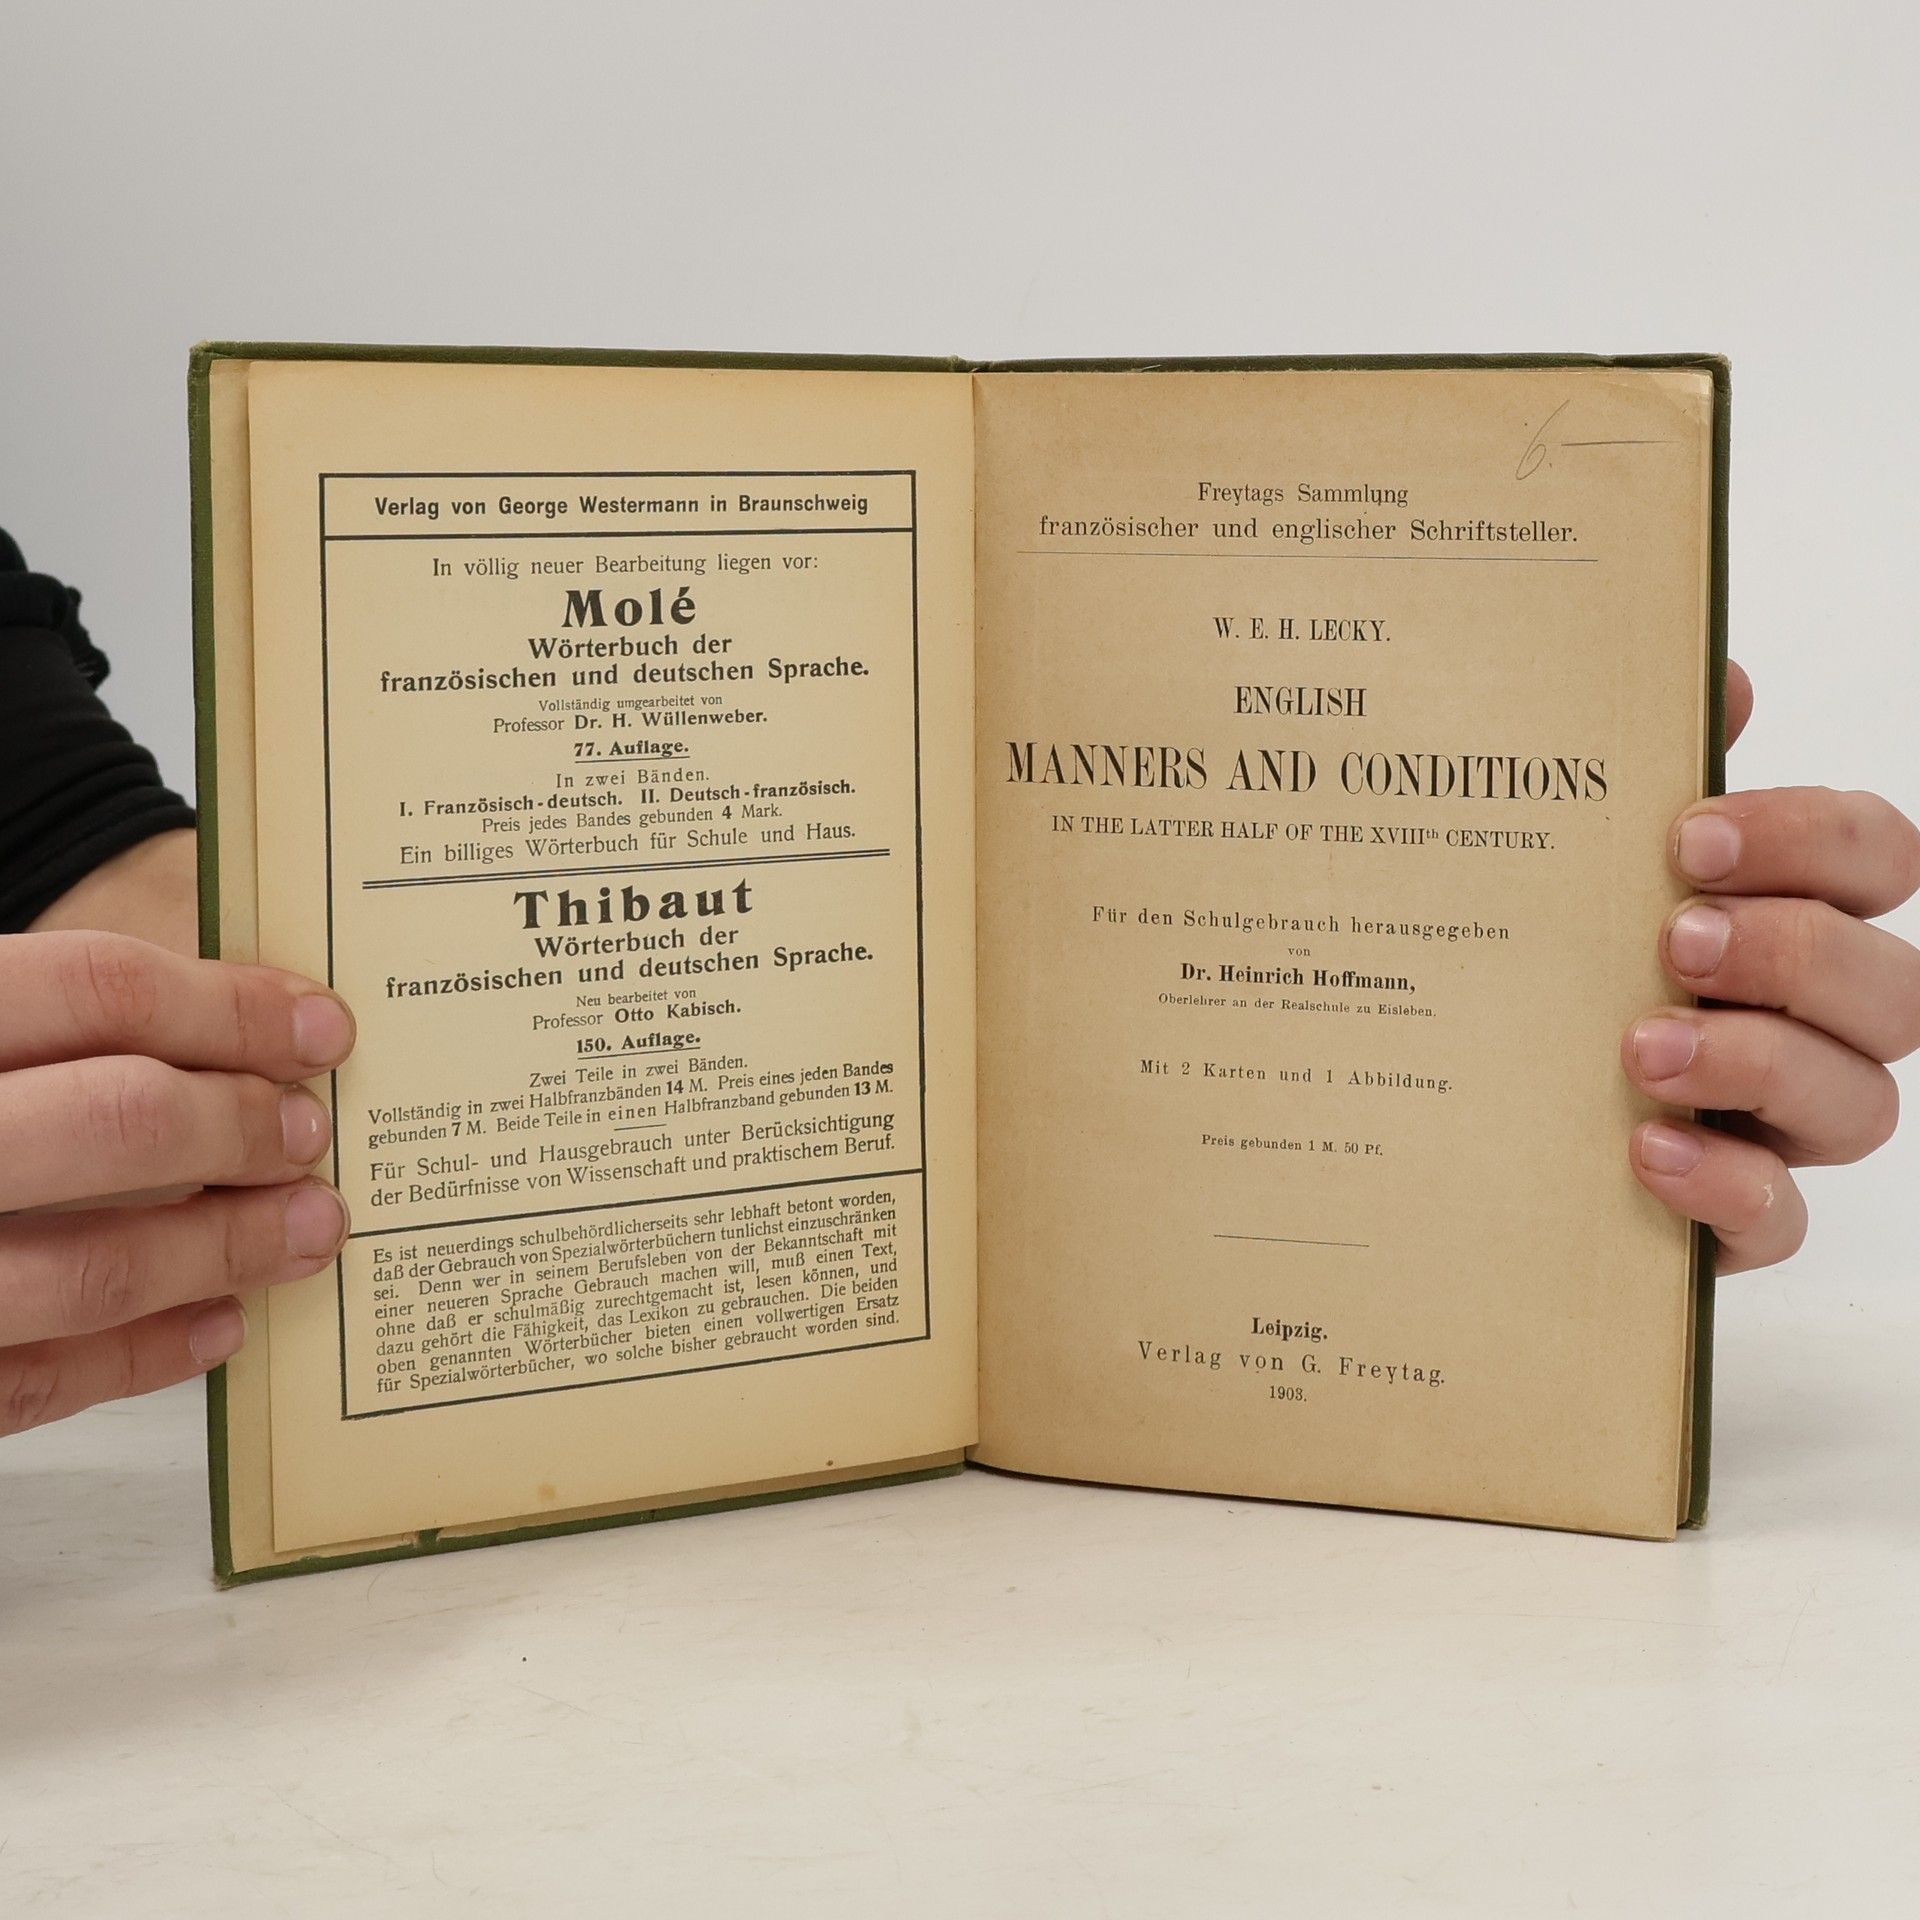 Verlag von George Westermann in Braunschweig
In völlig neuer Bearbeitung liegen vor:
Molé
Wörterbuch der
französischen und deutschen Sprache.
Vollständig umgearbeitet von
Professor Dr. H. Wüllenweber.
77. Auflage.
In zwei Bänden.
I. Französisch-deutsch. II. Deutsch-französisch.
Preis jedes Bandes gebunden 4 Mark.
Ein billiges Wörterbuch für Schule und Haus.
Thibaut
Wörterbuch der
französischen und deutschen Sprache.
Neu bearbeitet von
Professor Otto Kabisch.
150. Auflage.
Zwei Teile in zwei Bänden.
Vollständig in zwei Halbfranzbänden 14 M. Preis eines jeden Bandes
gebunden 7 M. Beide Teile in einen Halbfranzband gebunden 13 M.
Für Schul- und Hausgebrauch unter Berücksichtigung
der Bedürfnisse von Wissenschaft und praktischem Beruf.
Es ist neuerdings schulbehördlicherseits sehr lebhaft betont worden,
daß der Gebrauch von Spezialwörterbüchern tunlichst einzuschränken
sei. Denn wer in seinem Berufsleben von der Bekanntschaft mit
einer neueren Sprache Gebrauch machen will, muß einen Text,
ohne daß er schulmäßig zurechtgemacht ist, lesen können, und
dazu gehört die Fähigkeit, das Lexikon zu gebrauchen. Die beiden
oben genannten Wörterbücher bieten einen vollwertigen Ersatz
für Spezialwörterbücher, wo solche bisher gebraucht worden sind.
6.—
Freytags Sammlung
französischer und englischer Schriftsteller.
W. E. H. LECKY.
ENGLISH
MANNERS AND CONDITIONS
IN THE LATTER HALF OF THE XVIIIth CENTURY.
Für den Schulgebrauch herausgegeben
von
Dr. Heinrich Hoffmann,
Oberlehrer an der Realschule zu Eisleben.
Mit 2 Karten und 1 Abbildung.
Preis gebunden 1 M. 50 Pf.
Leipzig.
Verlag von G. Freytag.
1903.